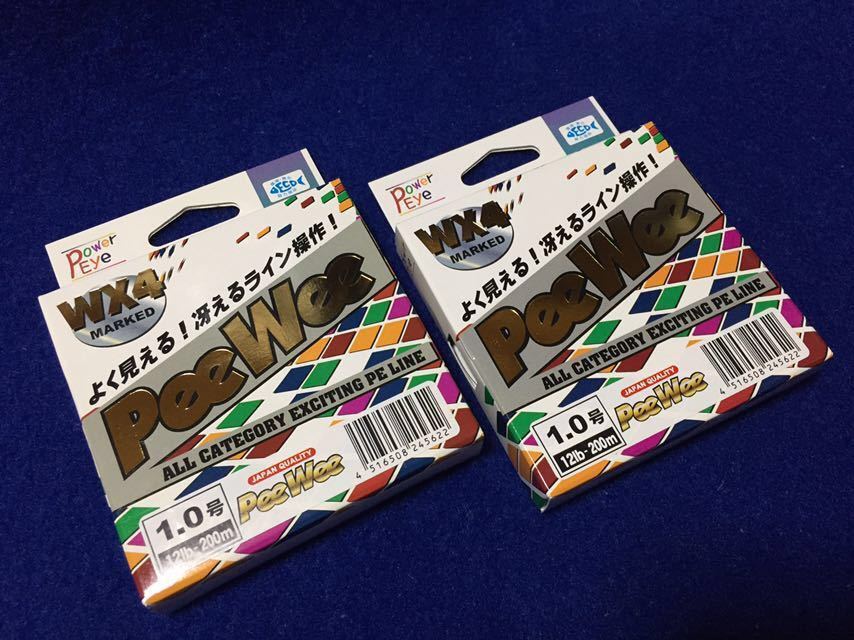 Power
Eye
WX4
MARKED
よく見える！冴えるライン操作！
PeeWee
ALL CATEGORY EXCITING PE LINE
JAPAN QUALITY
PeeWee
1.0号
12lb-200m
4 516508 245622
Power
Eye
WX4
MARKED
よく見える！冴えるライン操作！
PeeWee
ALL CATEGORY EXCITING PE LINE
JAPAN QUALITY
PeeWee
1.0号
12lb-200m
4 516508 245622